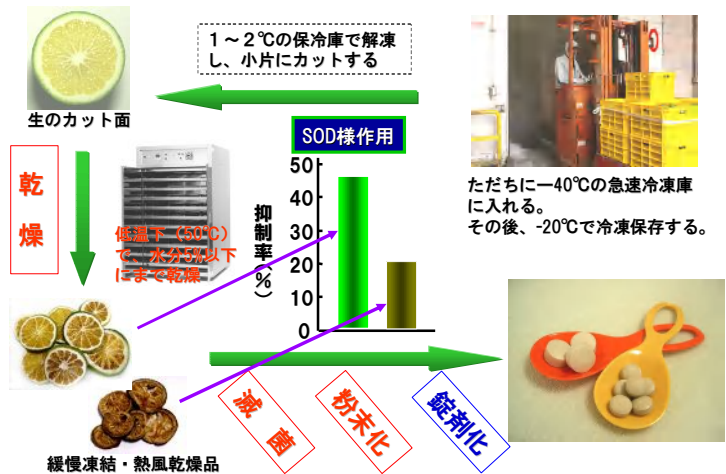 1~2℃の保冷庫で解凍
し、小片にカットする
生のカット面
ただちに―40℃の急速冷凍庫
に入れる。
その後、-20℃で冷凍保存する。
乾燥
低温下(50℃)
で、水分5%以下
にまで乾燥
SOD様作用
抑制率(%)
50
40
30
20
10
0
滅菌
粉末化
錠剤化
緩慢凍結・熱風乾燥品